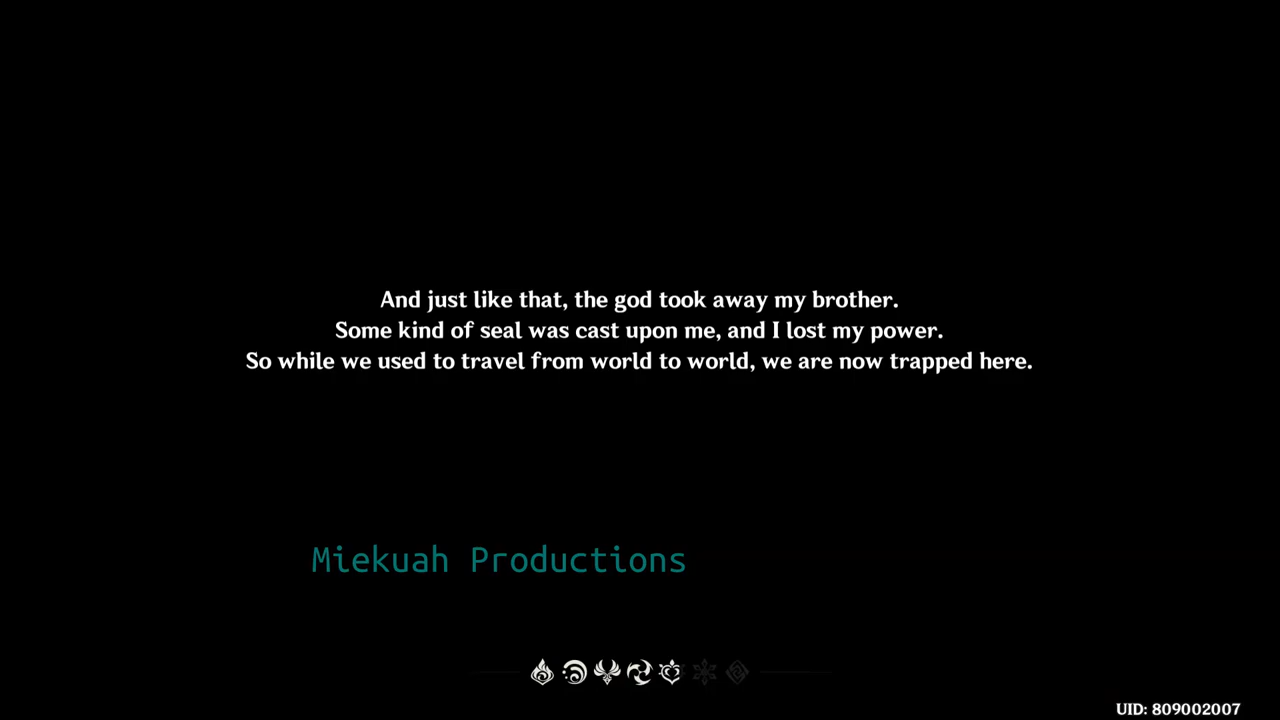 And just like that, the god took away my brother.
Some kind of seal was cast upon me, and I lost my power.
So while we used to travel from world to world, we are now trapped here.
Miekuah Productions
UID: 809002007